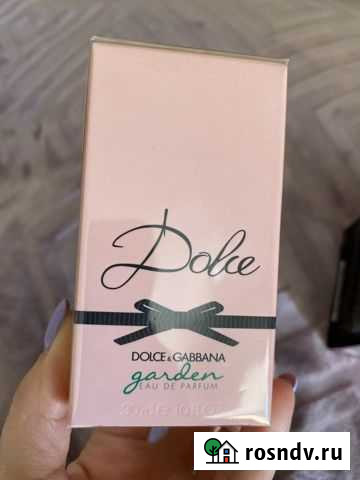 Dolce
DOLCE & GABBANA
garden
EAU DE PARFUM
rosndv.ru